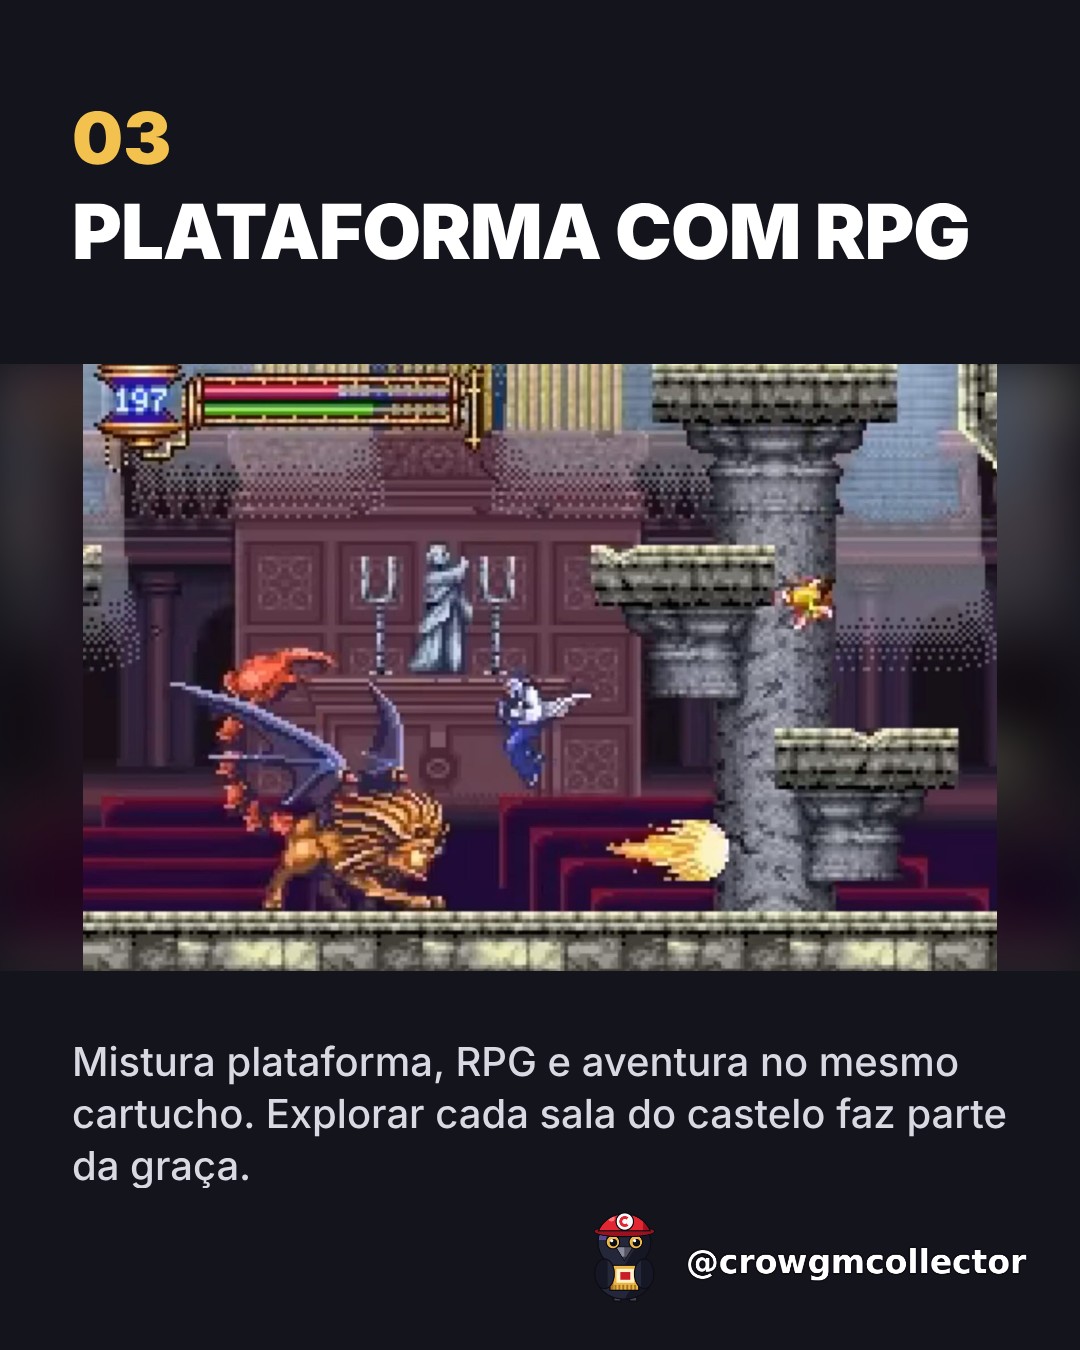 03
PLATAFORMA COM RPG
197
Mistura plataforma, RPG e aventura no mesmo
cartucho. Explorar cada sala do castelo faz parte
da graça.
C
@crowgmcollector